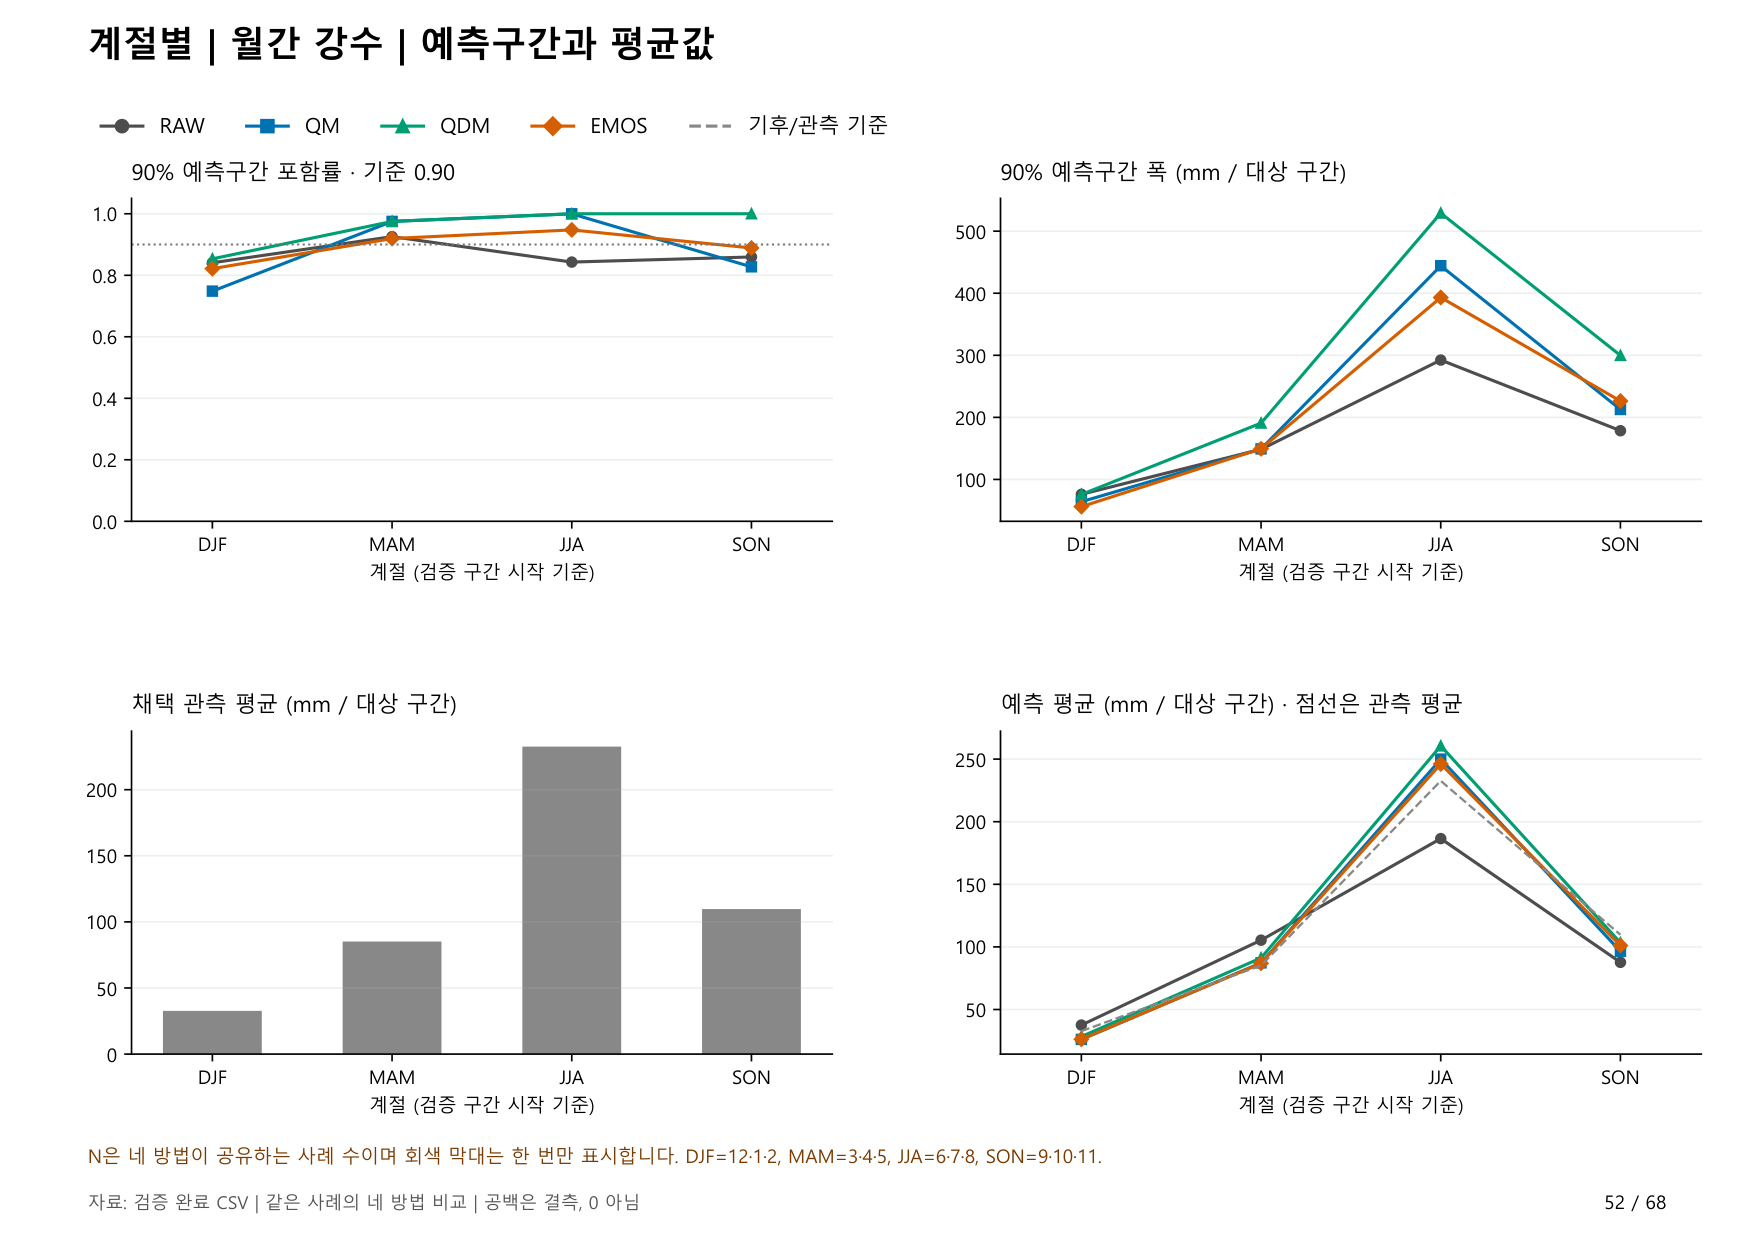 계절별 | 월간 강수 | 예측구간과 평균값
RAW QM QDM EMOS 기후/관측 기준
90% 예측구간 포함률 · 기준 0.90
1.0
0.8
0.6
0.4
0.2
0.0
DJF MAM JJA SON
계절 (검증 구간 시작 기준)
90% 예측구간 폭 (mm / 대상 구간)
500
400
300
200
100
DJF MAM JJA SON
계절 (검증 구간 시작 기준)
채택 관측 평균 (mm / 대상 구간)
200
150
100
50
0
DJF MAM JJA SON
계절 (검증 구간 시작 기준)
예측 평균 (mm / 대상 구간) · 점선은 관측 평균
250
200
150
100
50
DJF MAM JJA SON
계절 (검증 구간 시작 기준)
N은 네 방법이 공유하는 사례 수이며 회색 막대는 한 번만 표시합니다. DJF=12·1·2, MAM=3·4·5, JJA=6·7·8, SON=9·10·11.
자료: 검증 완료 CSV | 같은 사례의 네 방법 비교 | 공백은 결측, 0 아님
52 / 68